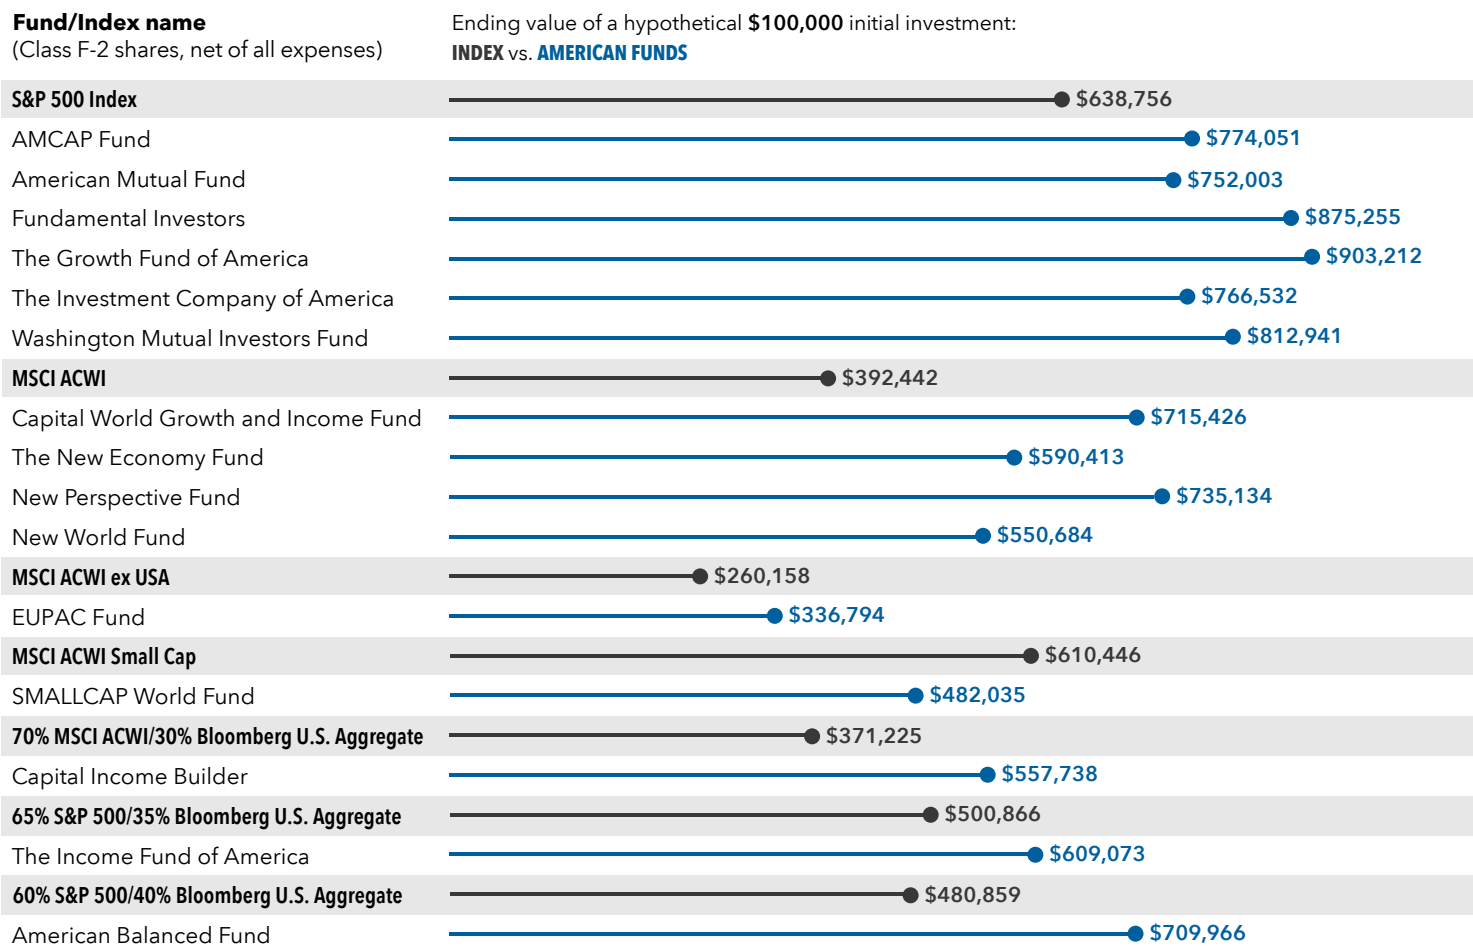 Fund/Index name
(Class F-2 shares, net of all expenses)
Ending value of a hypothetical $100,000 initial investment:
INDEX vs. AMERICAN FUNDS
S&P 500 Index $638,756
AMCAP Fund $774,051
American Mutual Fund $752,003
Fundamental Investors $875,255
The Growth Fund of America $903,212
The Investment Company of America $766,532
Washington Mutual Investors Fund $812,941
MSCI ACWI $392,442
Capital World Growth and Income Fund $715,426
The New Economy Fund $590,413
New Perspective Fund $735,134
New World Fund $550,684
MSCI ACWI ex USA $260,158
EUPAC Fund $336,794
MSCI ACWI Small Cap $610,446
SMALLCAP World Fund $482,035
70% MSCI ACWI/30% Bloomberg U.S. Aggregate $371,225
Capital Income Builder $557,738
65% S&P 500/35% Bloomberg U.S. Aggregate $500,866
The Income Fund of America $609,073
60% S&P 500/40% Bloomberg U.S. Aggregate $480,859
American Balanced Fund $709,966